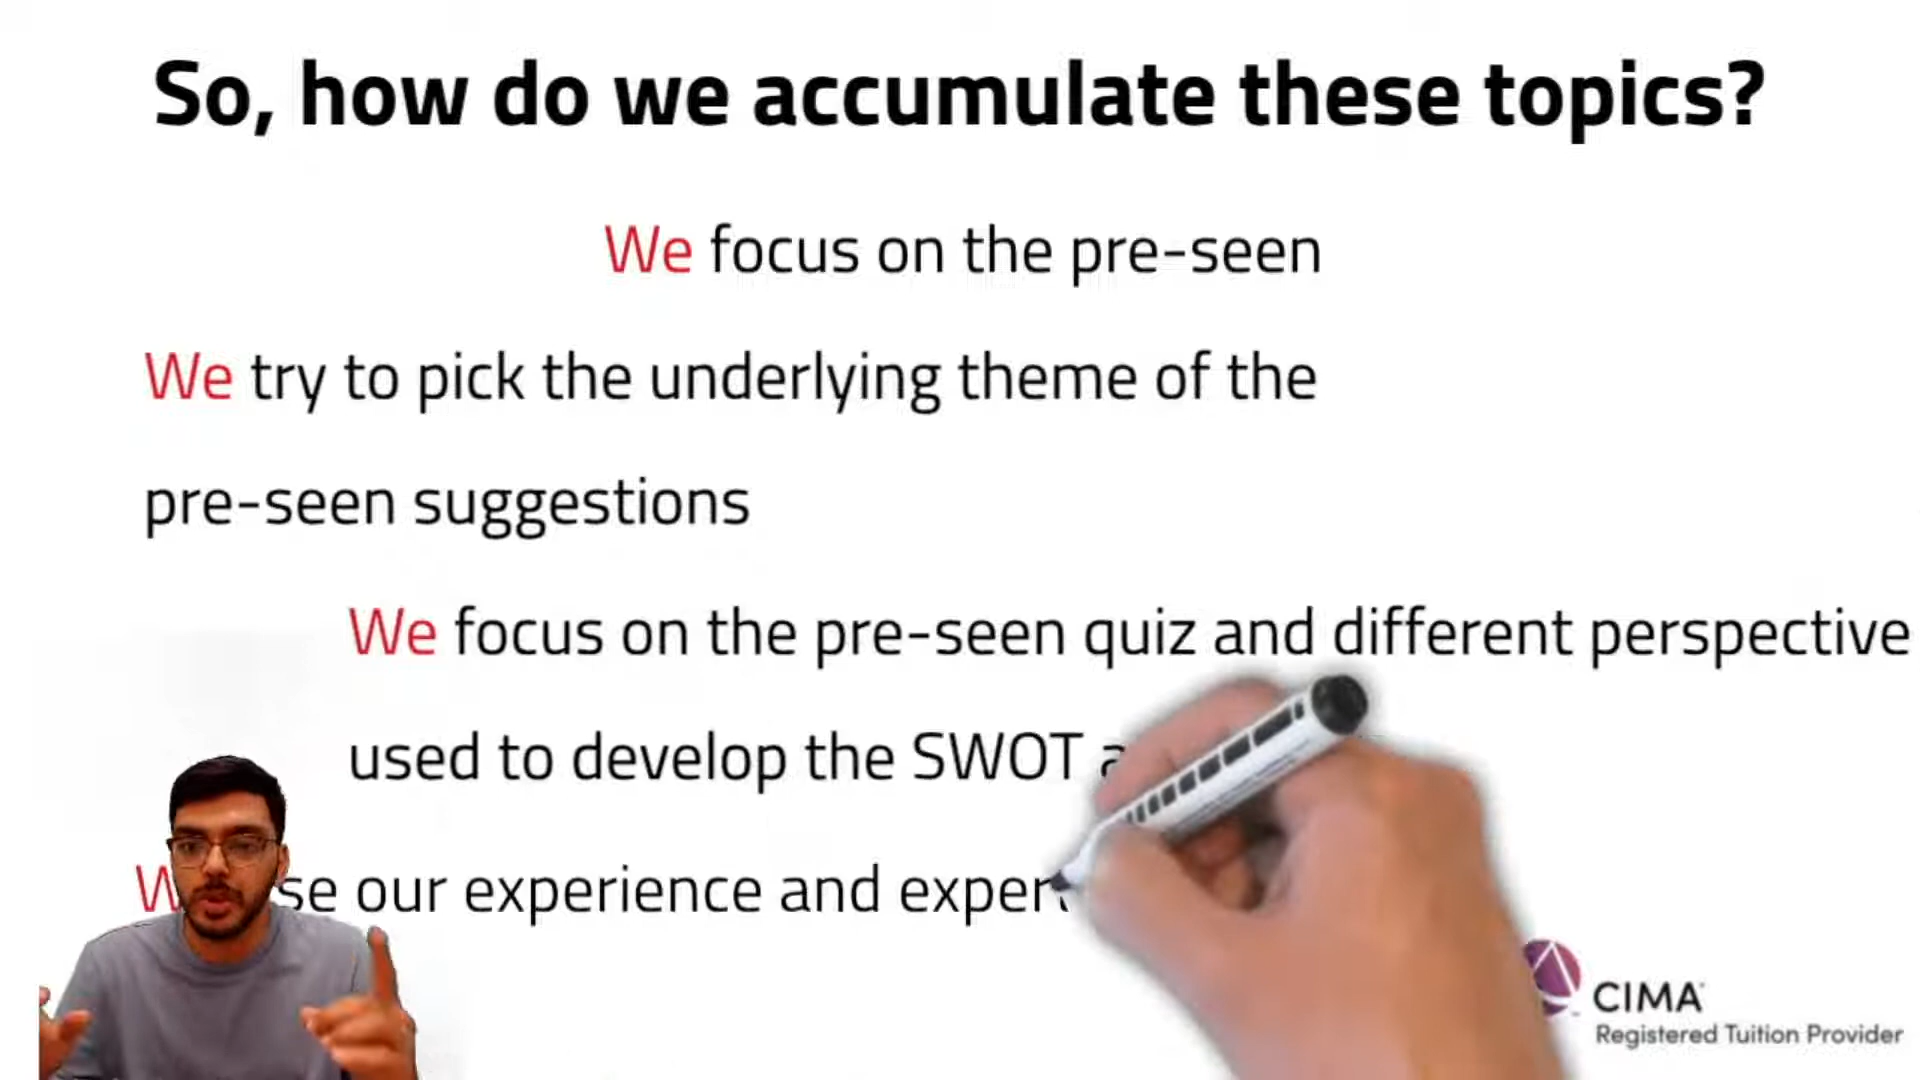 So, how do we accumulate these topics?
We focus on the pre-seen
We try to pick the underlying theme of the
pre-seen suggestions
We focus on the pre-seen quiz and different perspective
used to develop the SWOT
our experience and
CIMA
Registered Tuition Provider